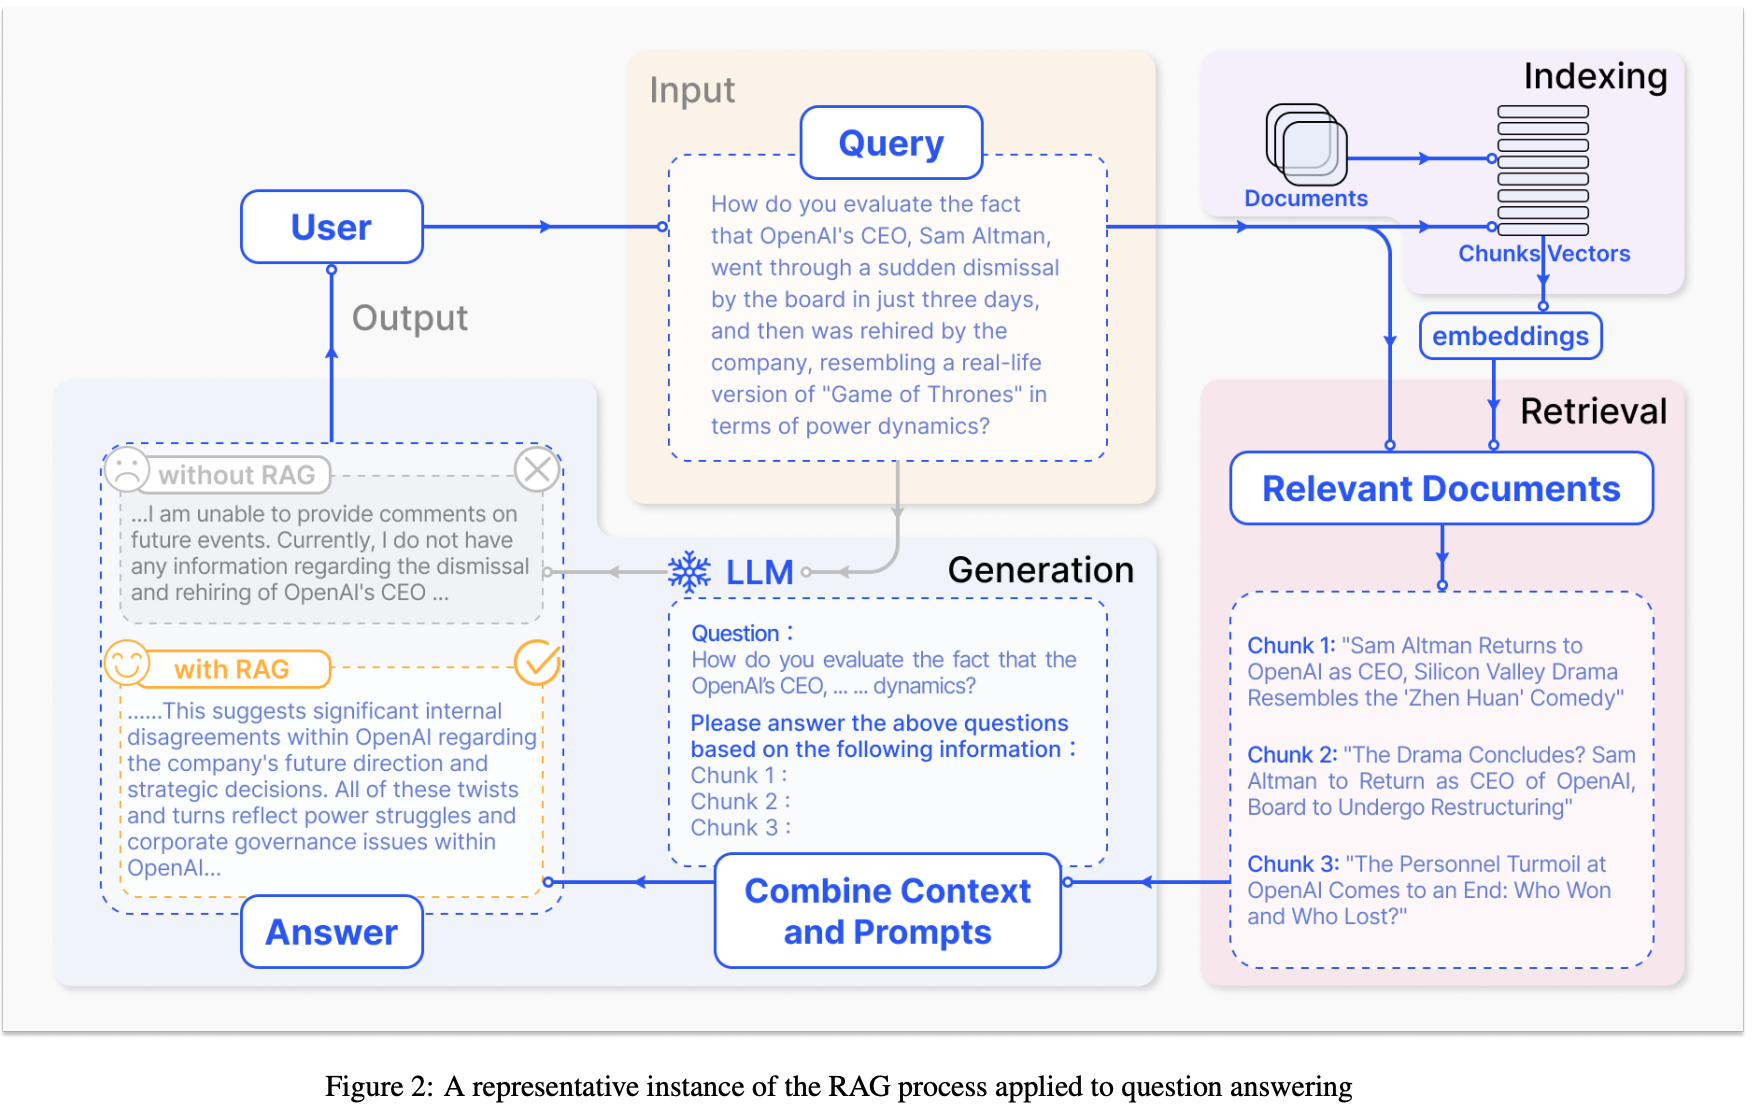 Input
Query
How do you evaluate the fact
that OpenAI's CEO, Sam Altman,
went through a sudden dismissal
by the board in just three days,
and then was rehired by the
company, resembling a real-life
version of "Game of Thrones" in
terms of power dynamics?
Indexing
Documents
Chunks Vectors
embeddings
User
Output
Retrieval
Relevant Documents
Chunk 1: "Sam Altman Returns to
OpenAI as CEO, Silicon Valley Drama
Resembles the 'Zhen Huan' Comedy"
Chunk 2: "The Drama Concludes? Sam
Altman to Return as CEO of OpenAI,
Board to Undergo Restructuring"
Chunk 3: "The Personnel Turmoil at
OpenAI Comes to an End: Who Won
and Who Lost?"
Generation
LLM
Question :
How do you evaluate the fact that the
OpenAI's CEO, ... ... dynamics?
Please answer the above questions
based on the following information :
Chunk 1 :
Chunk 2 :
Chunk 3 :
Combine Context
and Prompts
without RAG
...I am unable to provide comments on
future events. Currently, I do not have
any information regarding the dismissal
and rehiring of OpenAI's CEO ...
with RAG
......This suggests significant internal
disagreements within OpenAI regarding
the company's future direction and
strategic decisions. All of these twists
and turns reflect power struggles and
corporate governance issues within
OpenAI...
Answer
Figure 2: A representative instance of the RAG process applied to question answering